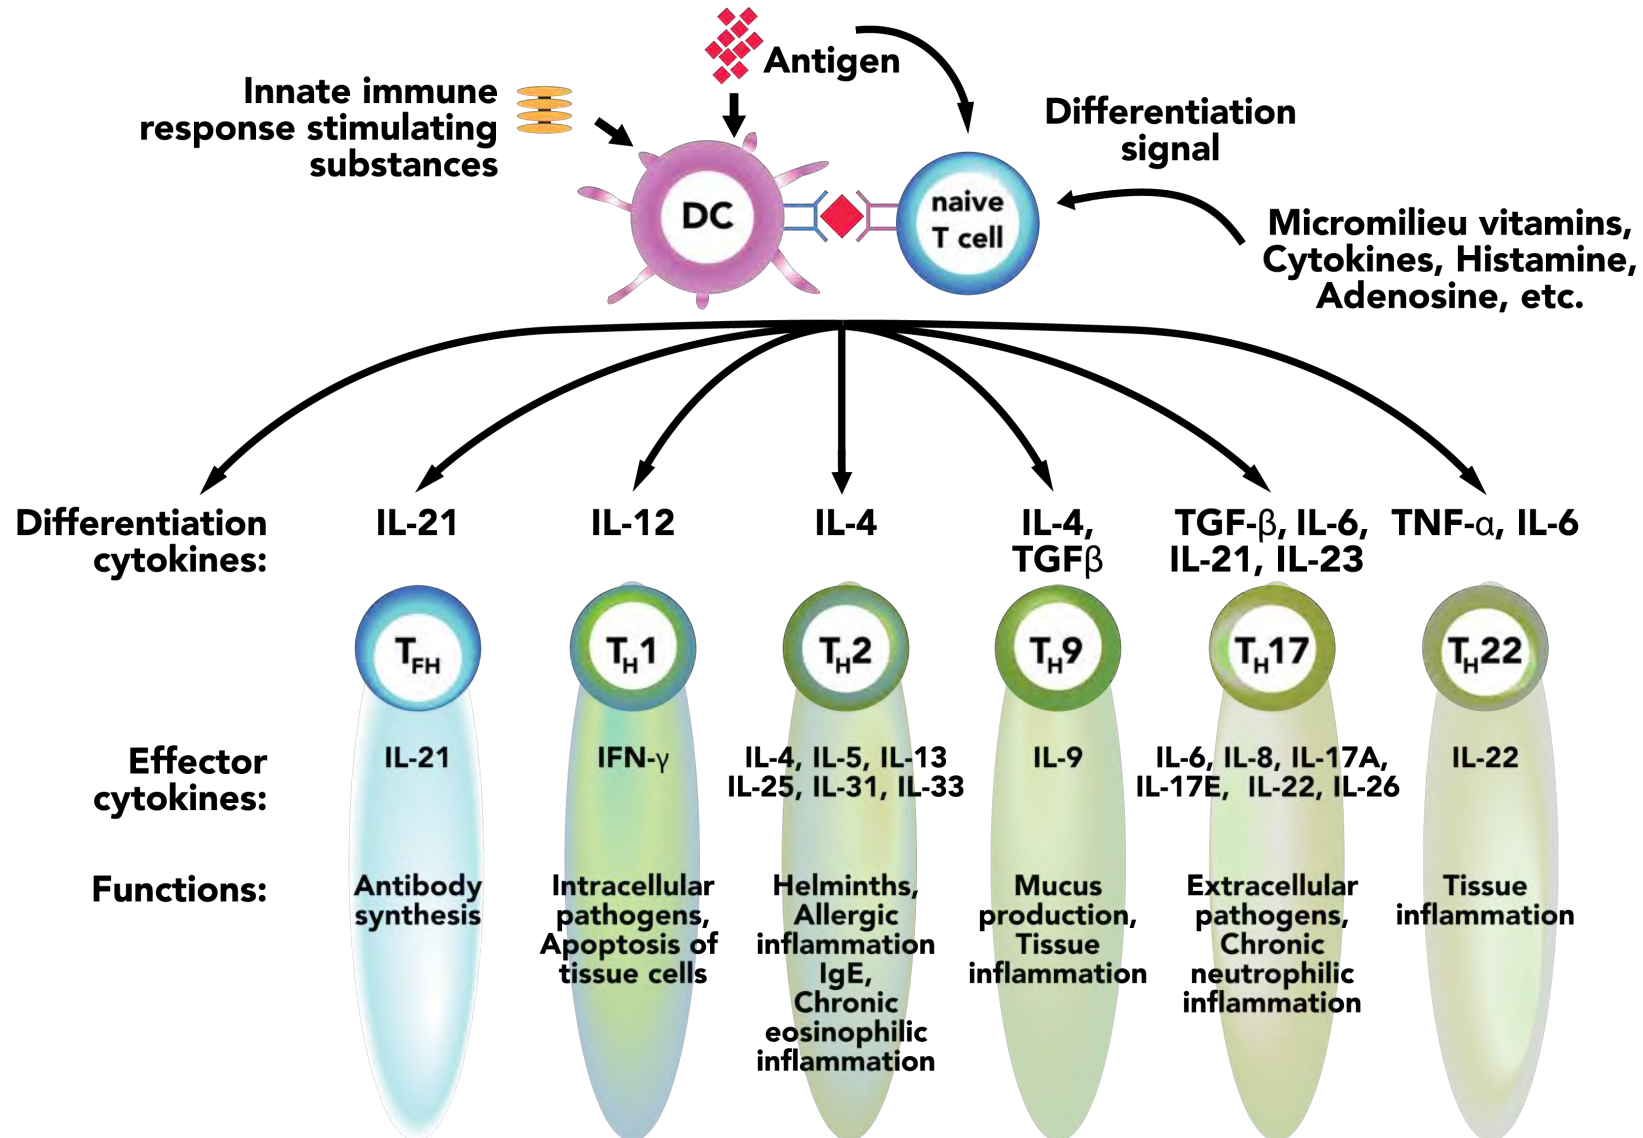 Antigen
Innate immune
response stimulating
substances
Differentiation
signal
DC
naive
T cell
Micromilieu vitamins,
Cytokines, Histamine,
Adenosine, etc.
Differentiation
cytokines:
IL-21
IL-12
IL-4
IL-4,
TGFβ
TGF-β, IL-6,
IL-21, IL-23
TNF-α, IL-6
TFH
TH1
TH2
TH9
TH17
TH22
Effector
cytokines:
IL-21
IFN-γ
IL-4, IL-5, IL-13
IL-25, IL-31, IL-33
IL-9
IL-6, IL-8, IL-17A,
IL-17E, IL-22, IL-26
IL-22
Functions:
Antibody
synthesis
Intracellular
pathogens,
Apoptosis of
tissue cells
Helminths,
Allergic
inflammation
IgE,
Chronic
eosinophilic
inflammation
Mucus
production,
Tissue
inflammation
Extracellular
pathogens,
Chronic
neutrophilic
inflammation
Tissue
inflammation